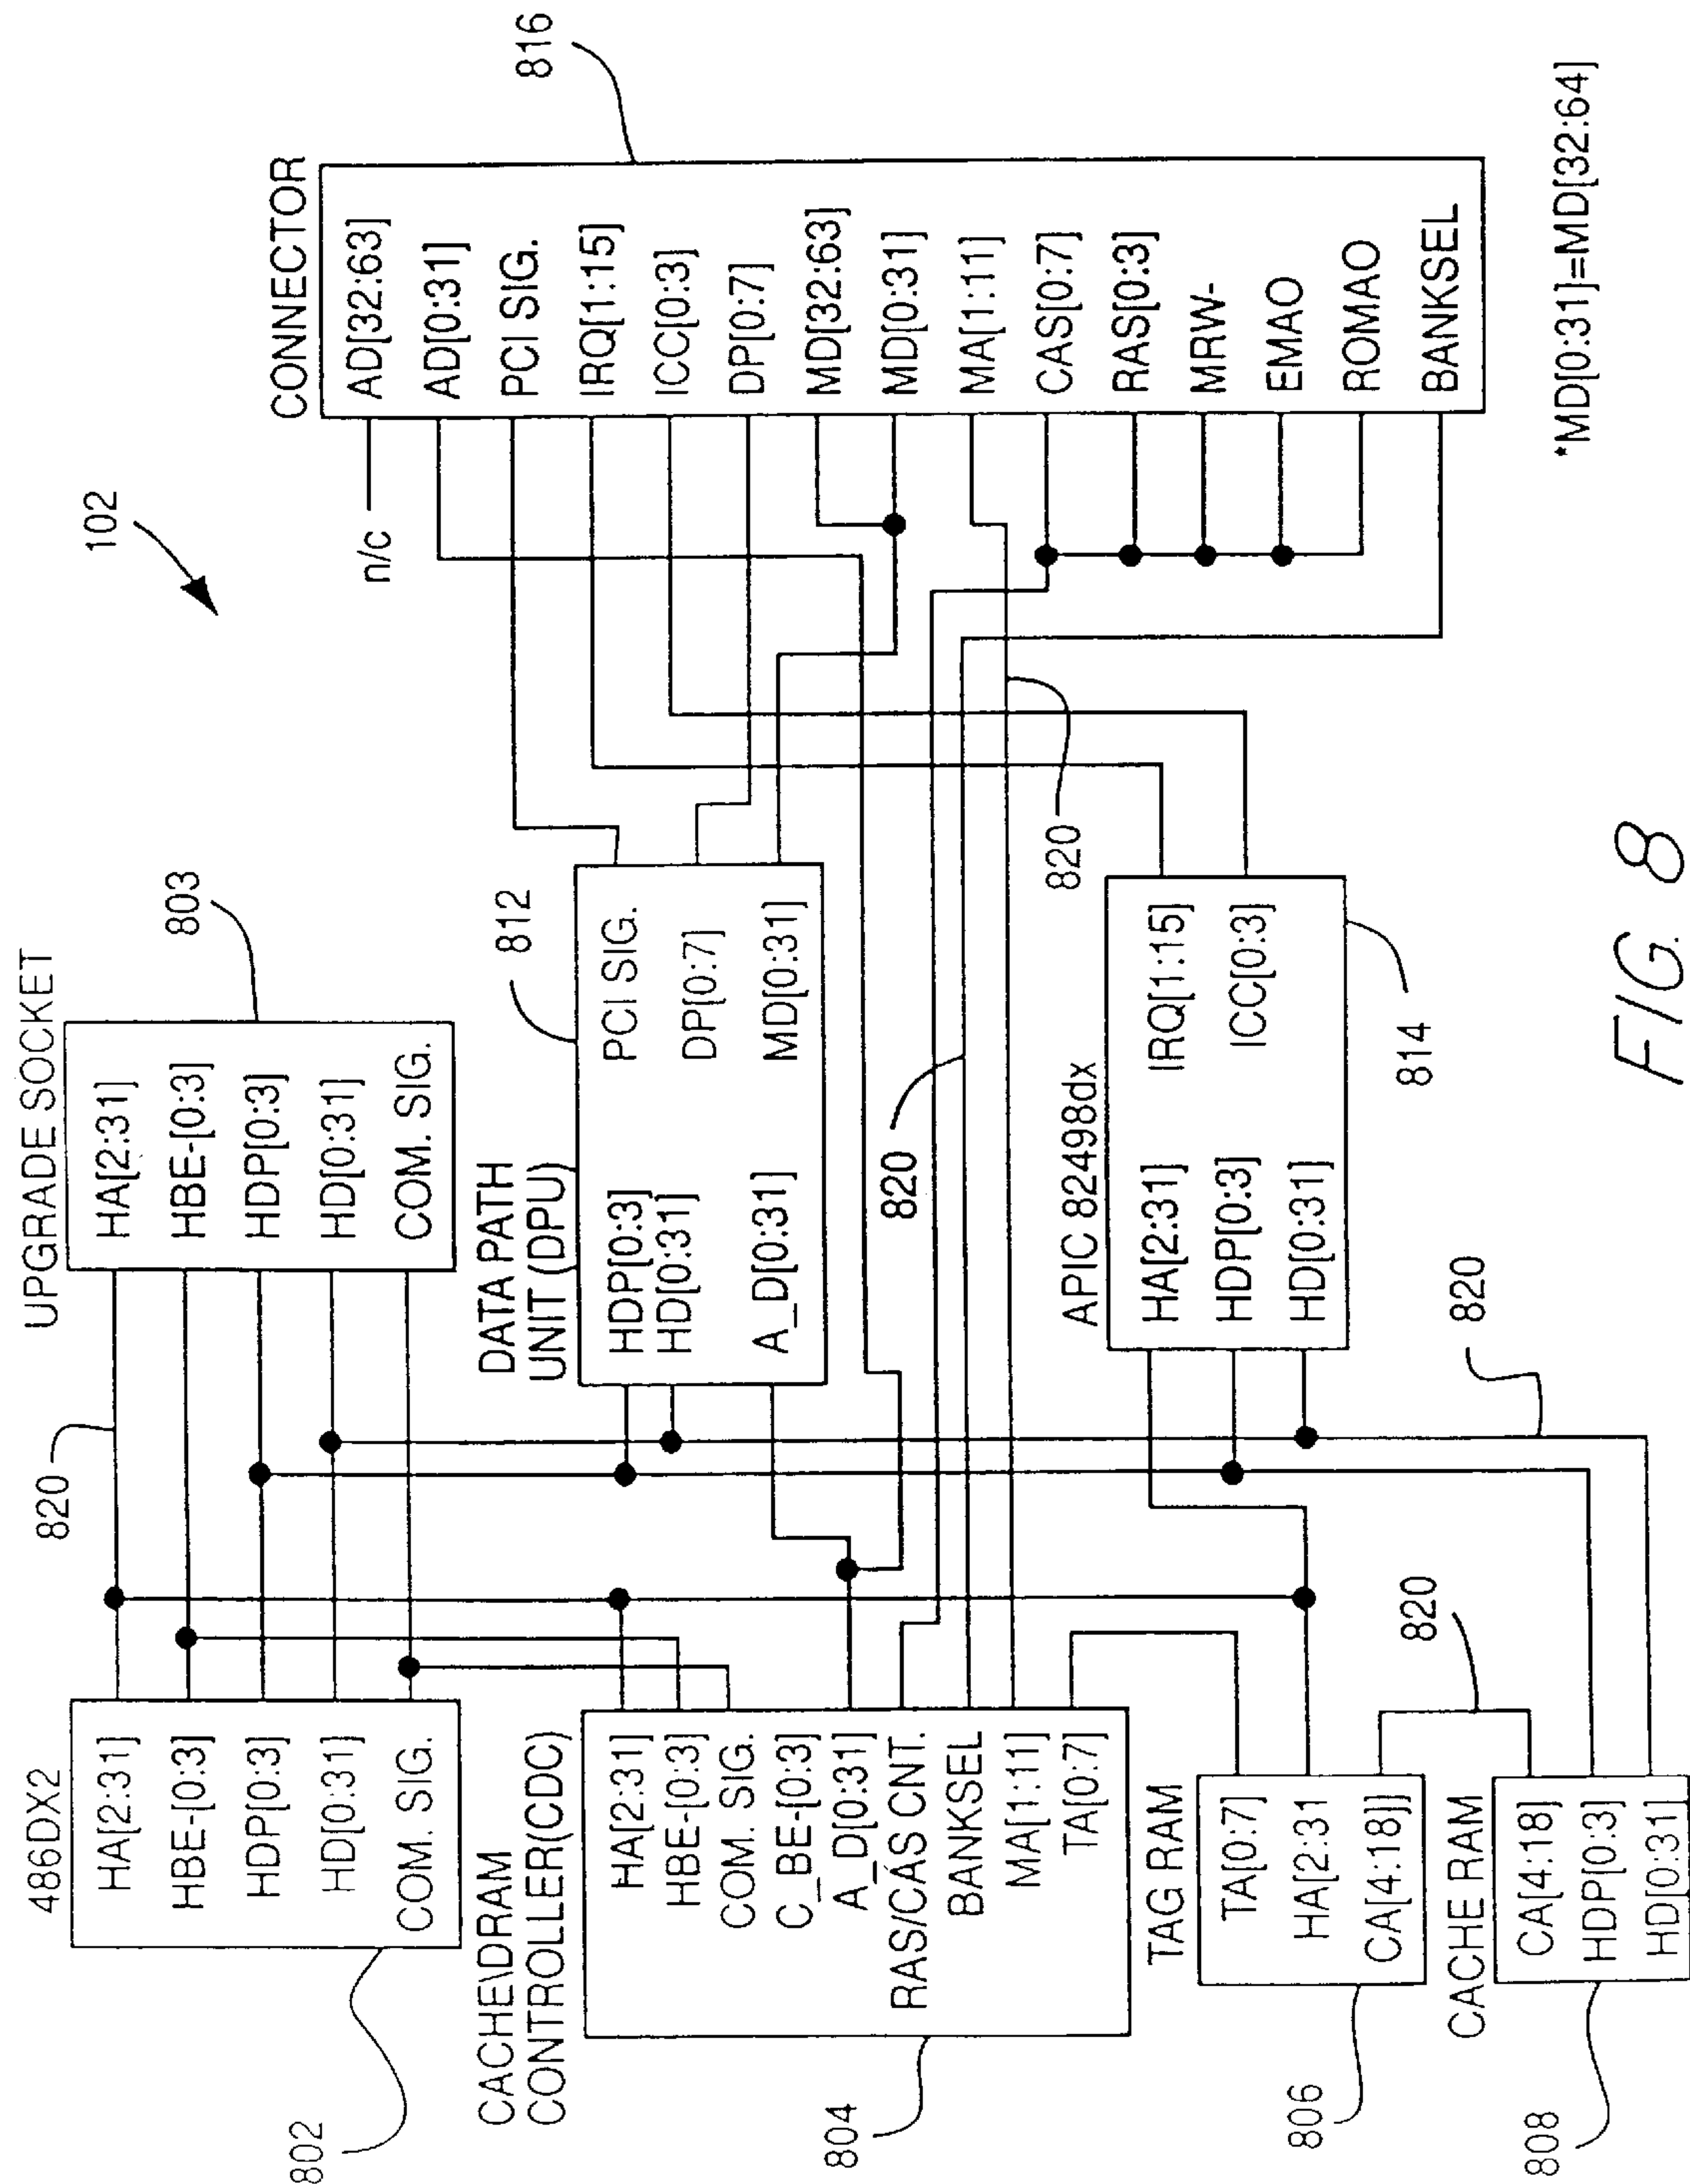 102
486DX2
HA[2:31]
HBE-[0:3]
HDP[0:3]
HD[0:31]
COM. SIG.
802
820
UPGRADE SOCKET
HA[2:31]
HBE-[0:3]
HDP[0:3]
HD[0:31]
COM. SIG.
803
CACHE\DRAM
CONTROLLER(CDC)
HA[2:31]
HBE-[0:3]
COM. SIG.
C_BE-[0:3]
A_D[0:31]
RAS/CAS CNT.
BANKSEL
MA[1:11]
TA[0:7]
804
DATA PATH
UNIT (DPU)
HDP[0:3]
HD[0:31]
A_D[0:31]
PCI SIG.
DP[0:7]
MD[0:31]
812
820
820
TAG RAM
TA[0:7]
HA[2:31
CA[4:18]]
806
820
CACHE RAM
CA[4:18]
HDP[0:3]
HD[0:31]
808
820
APIC 82498dx
HA[2:31]
HDP[0:3]
HD[0:31]
IRQ[1:15]
ICC[0:3]
814
CONNECTOR
n/c
AD[32:63]
AD[0:31]
PCI SIG.
IRQ[1:15]
ICC[0:3]
DP[0:7]
MD[32:63]
MD[0:31]
MA[1:11]
CAS[0:7]
RAS[0:3]
MRW-
EMAO
ROMAO
BANKSEL
816
*MD[0:31]=MD[32:64]
FIG. 8